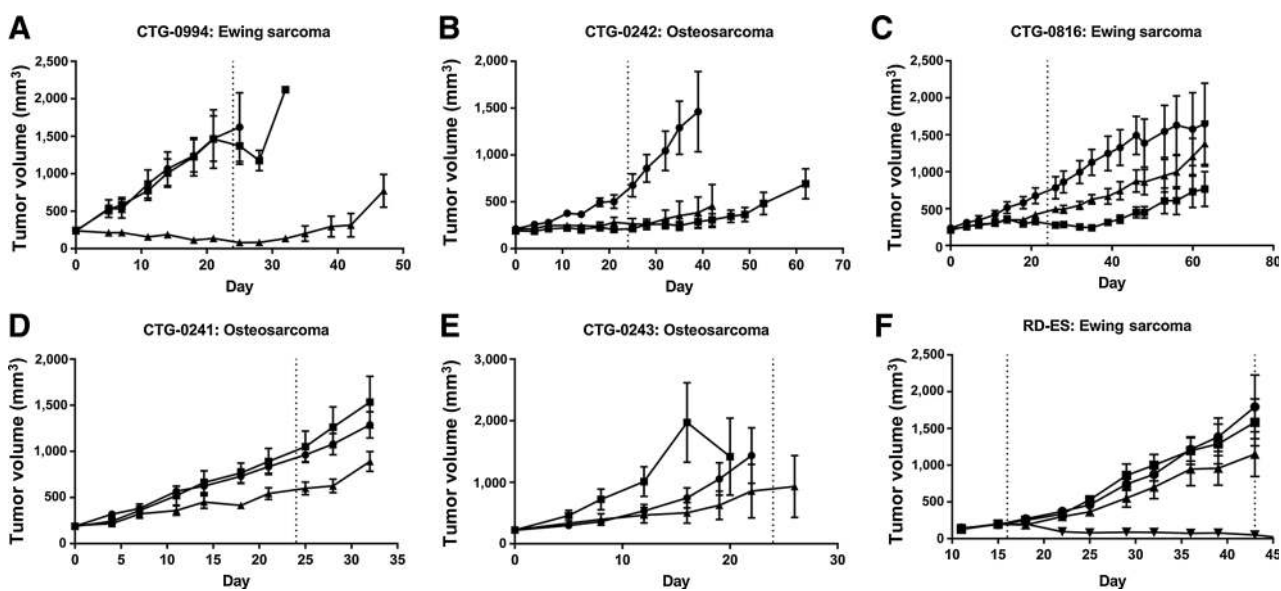 A
CTG-0994: Ewing sarcoma
Tumor volume (mm³)
2,500
2,000
1,500
1,000
500
0
0 10 20 30 40 50
Day
B
CTG-0242: Osteosarcoma
Tumor volume (mm³)
2,000
1,500
1,000
500
0
0 10 20 30 40 50 60 70
Day
C
CTG-0816: Ewing sarcoma
Tumor volume (mm³)
2,500
2,000
1,500
1,000
500
0
0 20 40 60 80
Day
D
CTG-0241: Osteosarcoma
Tumor volume (mm³)
2,000
1,500
1,000
500
0
0 5 10 15 20 25 30 35
Day
E
CTG-0243: Osteosarcoma
Tumor volume (mm³)
3,000
2,000
1,000
0
0 10 20 30
Day
F
RD-ES: Ewing sarcoma
Tumor volume (mm³)
2,500
2,000
1,500
1,000
500
0
10 15 20 25 30 35 40 45
Day